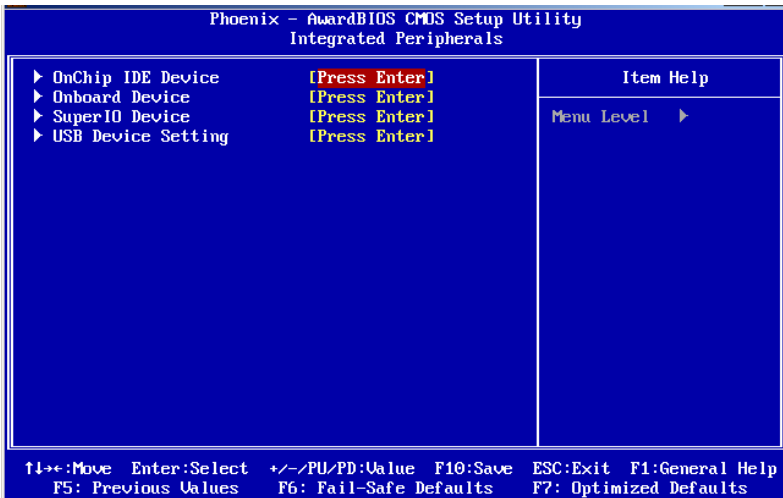 Phoenix - AwardBIOS CMOS Setup Utility
Integrated Peripherals
▶ OnChip IDE Device [Press Enter]
▶ Onboard Device [Press Enter]
▶ SuperIO Device [Press Enter]
▶ USB Device Setting [Press Enter]
Item Help
Menu Level ▶
↑↓→←:Move Enter:Select +/-/PU/PD:Value F10:Save ESC:Exit F1:General Help
F5: Previous Values F6: Fail-Safe Defaults F7: Optimized Defaults